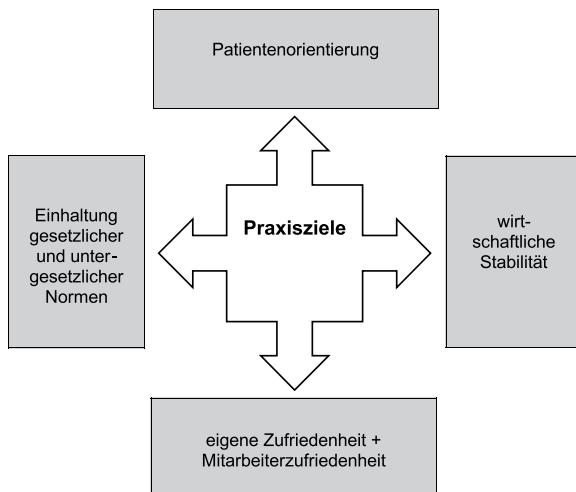 Patientenorientierung
Einhaltung
gesetzlicher
und unter-
gesetzlicher
Normen
Praxisziele
wirt-
schaftliche
Stabilität
eigene Zufriedenheit +
Mitarbeiterzufriedenheit